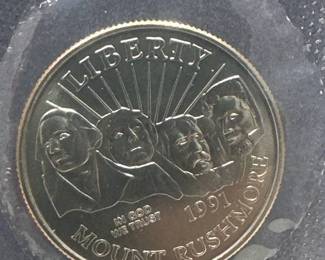 LIBERTY
IN GOD
WE TRUST
1991
MOUNT RUSHMORE